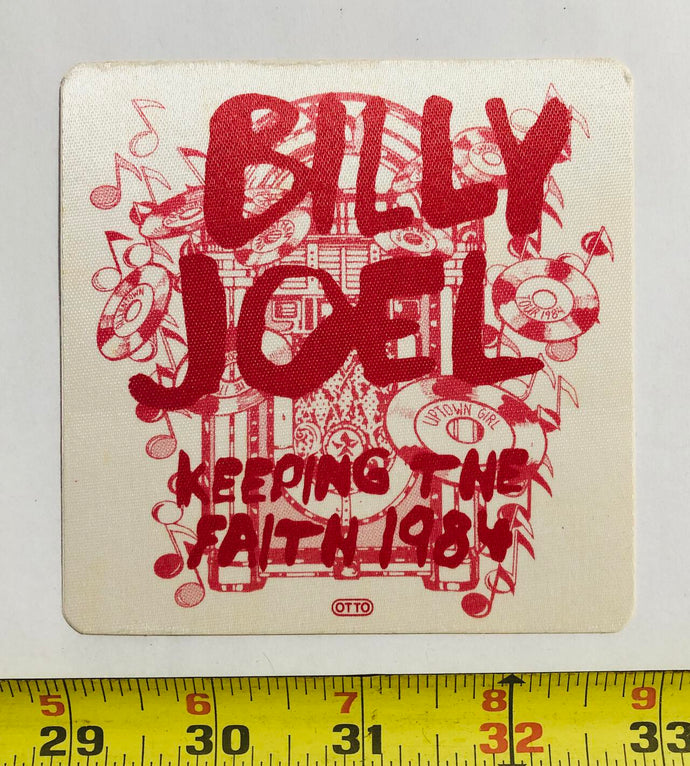 BILLY
JOEL
TOUR 1984
UPTOWN GIRL
KEEPING THE
FAITH 1984
OTTO
5 6 7 8 9
29 30 31 32 33